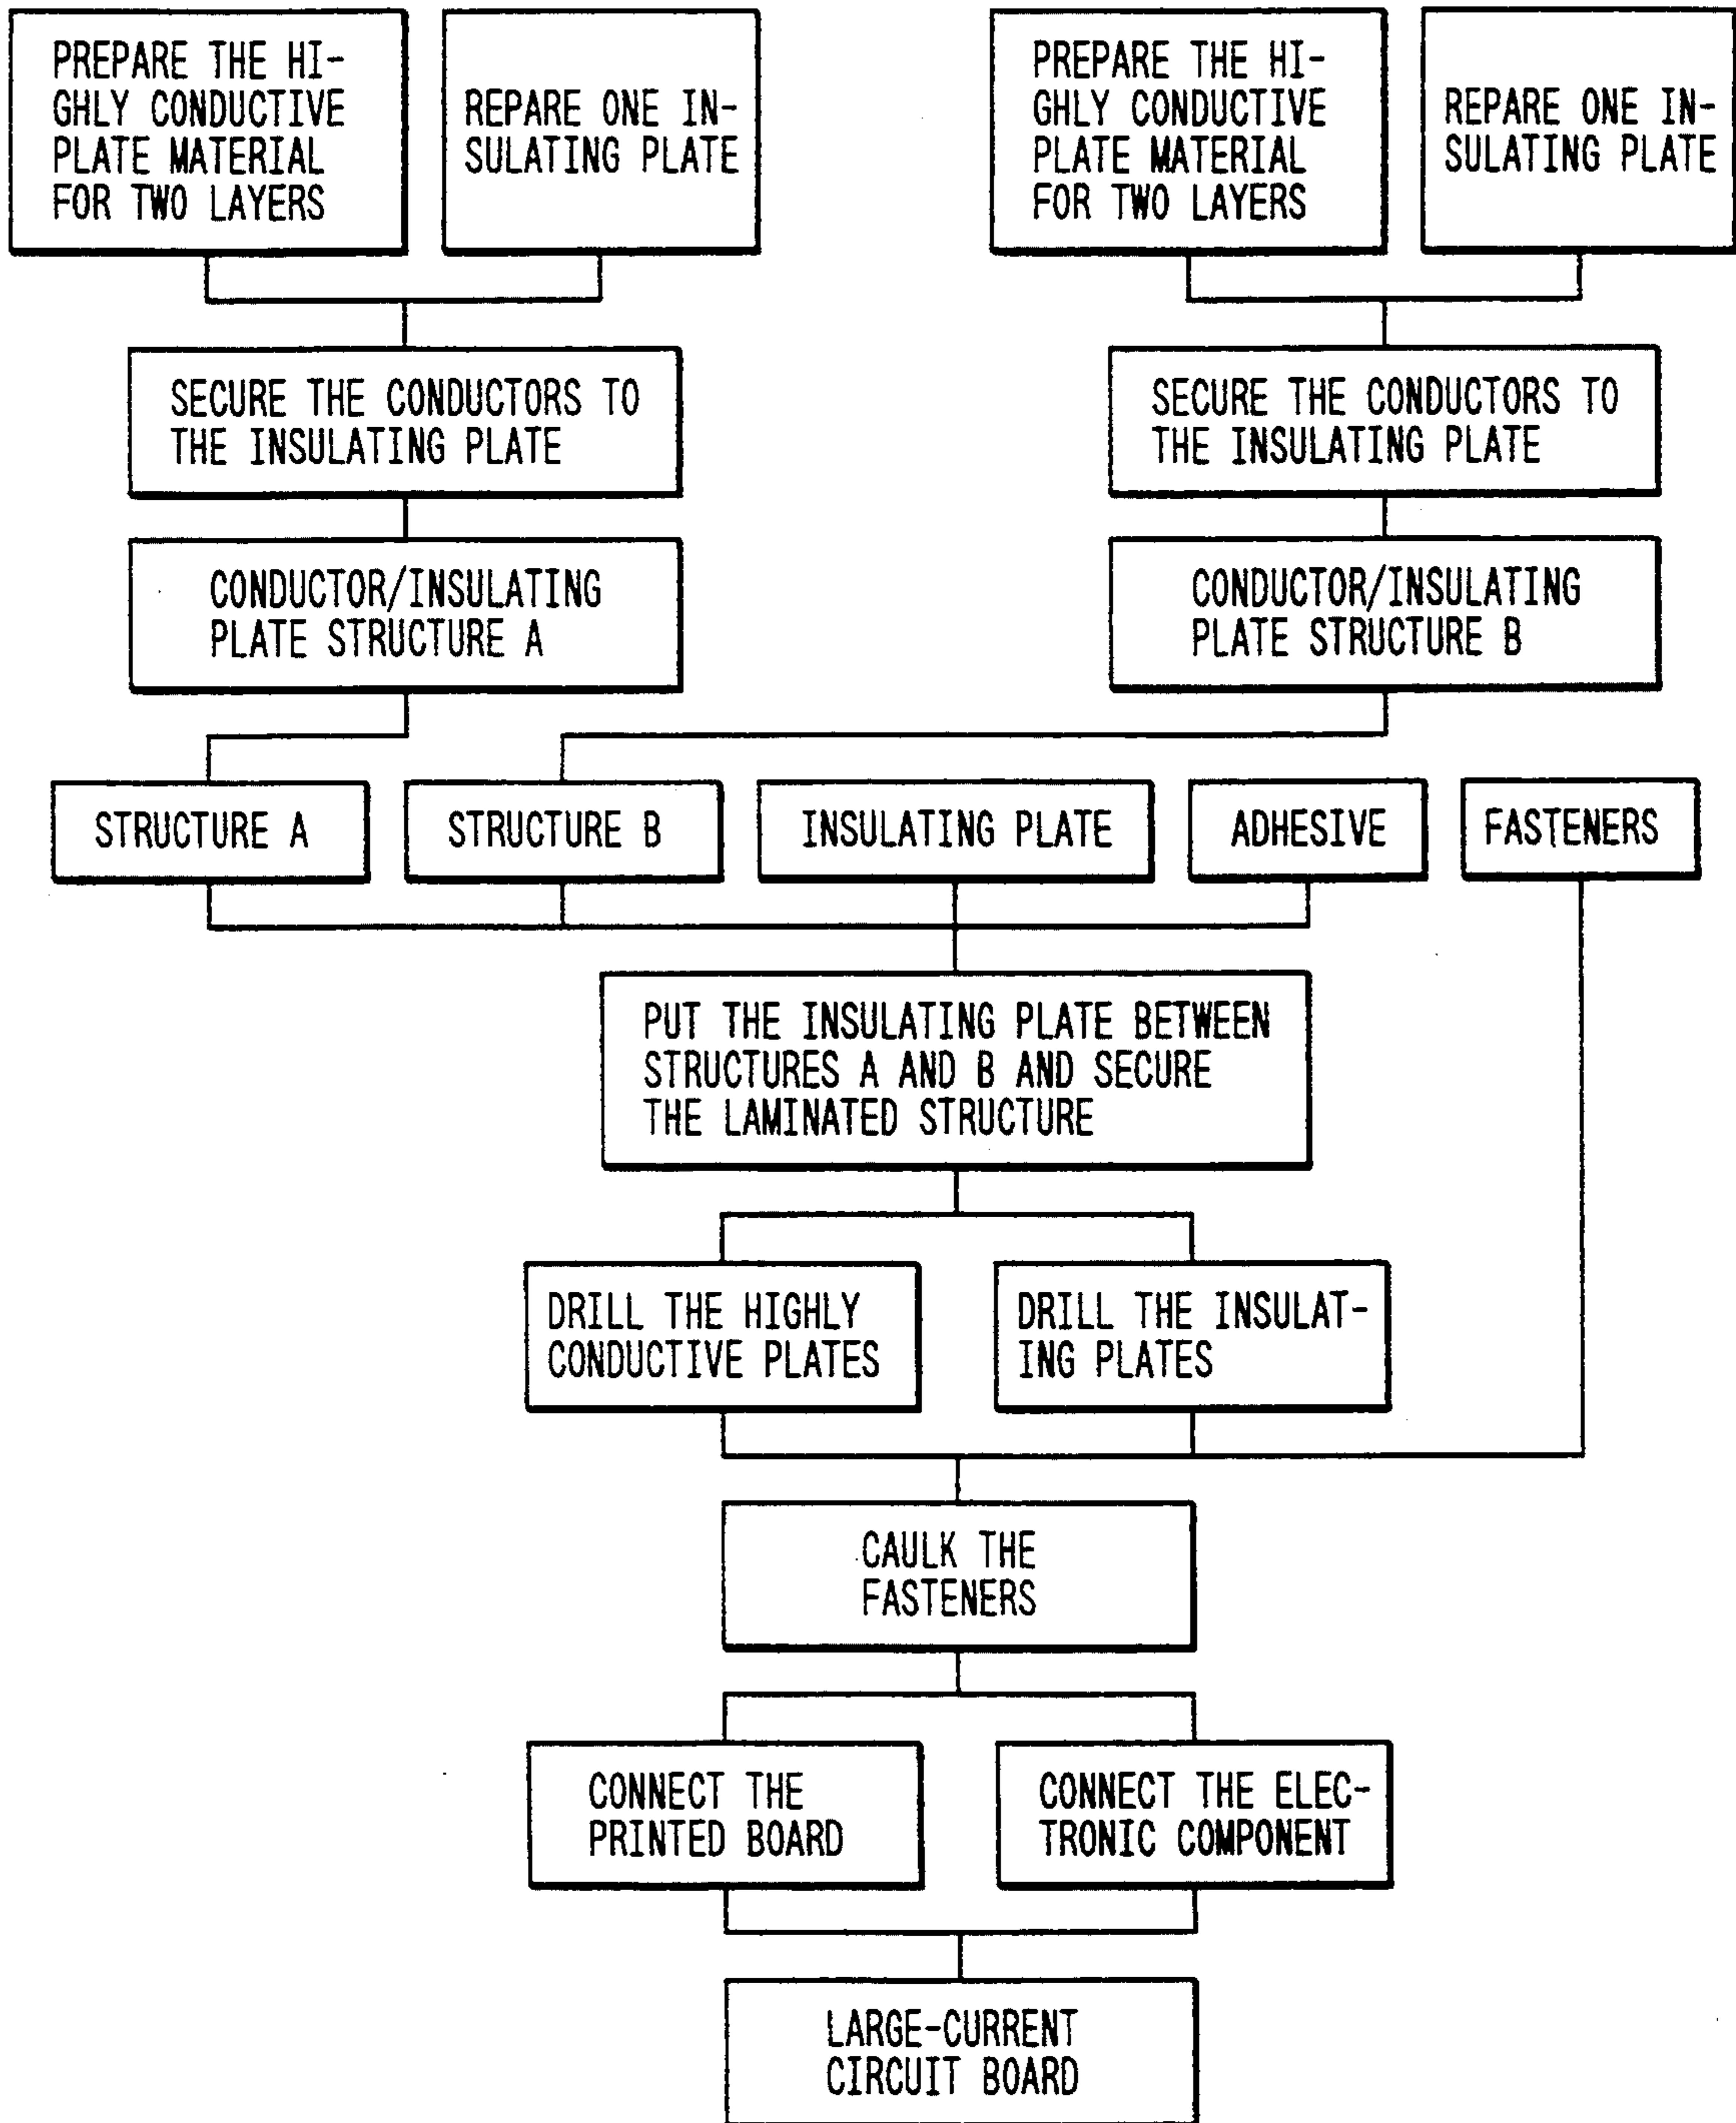 PREPARE THE HI-
GHLY CONDUCTIVE
PLATE MATERIAL
FOR TWO LAYERS
REPARE ONE IN-
SULATING PLATE
PREPARE THE HI-
GHLY CONDUCTIVE
PLATE MATERIAL
FOR TWO LAYERS
REPARE ONE IN-
SULATING PLATE
SECURE THE CONDUCTORS TO
THE INSULATING PLATE
SECURE THE CONDUCTORS TO
THE INSULATING PLATE
CONDUCTOR/INSULATING
PLATE STRUCTURE A
CONDUCTOR/INSULATING
PLATE STRUCTURE B
STRUCTURE A
STRUCTURE B
INSULATING PLATE
ADHESIVE
FASTENERS
PUT THE INSULATING PLATE BETWEEN
STRUCTURES A AND B AND SECURE
THE LAMINATED STRUCTURE
DRILL THE HIGHLY
CONDUCTIVE PLATES
DRILL THE INSULAT-
ING PLATES
CAULK THE
FASTENERS
CONNECT THE
PRINTED BOARD
CONNECT THE ELEC-
TRONIC COMPONENT
LARGE-CURRENT
CIRCUIT BOARD